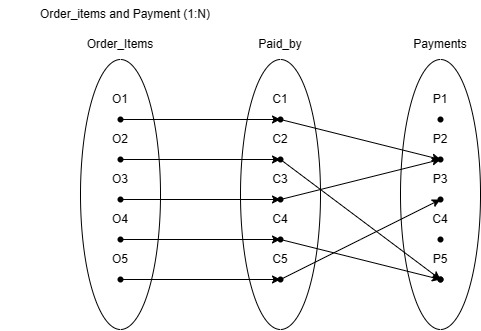 Order_items and Payment (1:N)
Order_Items Paid_by Payments
O1 C1 P1
O2 C2 P2
O3 C3 P3
O4 C4 C4
O5 C5 P5